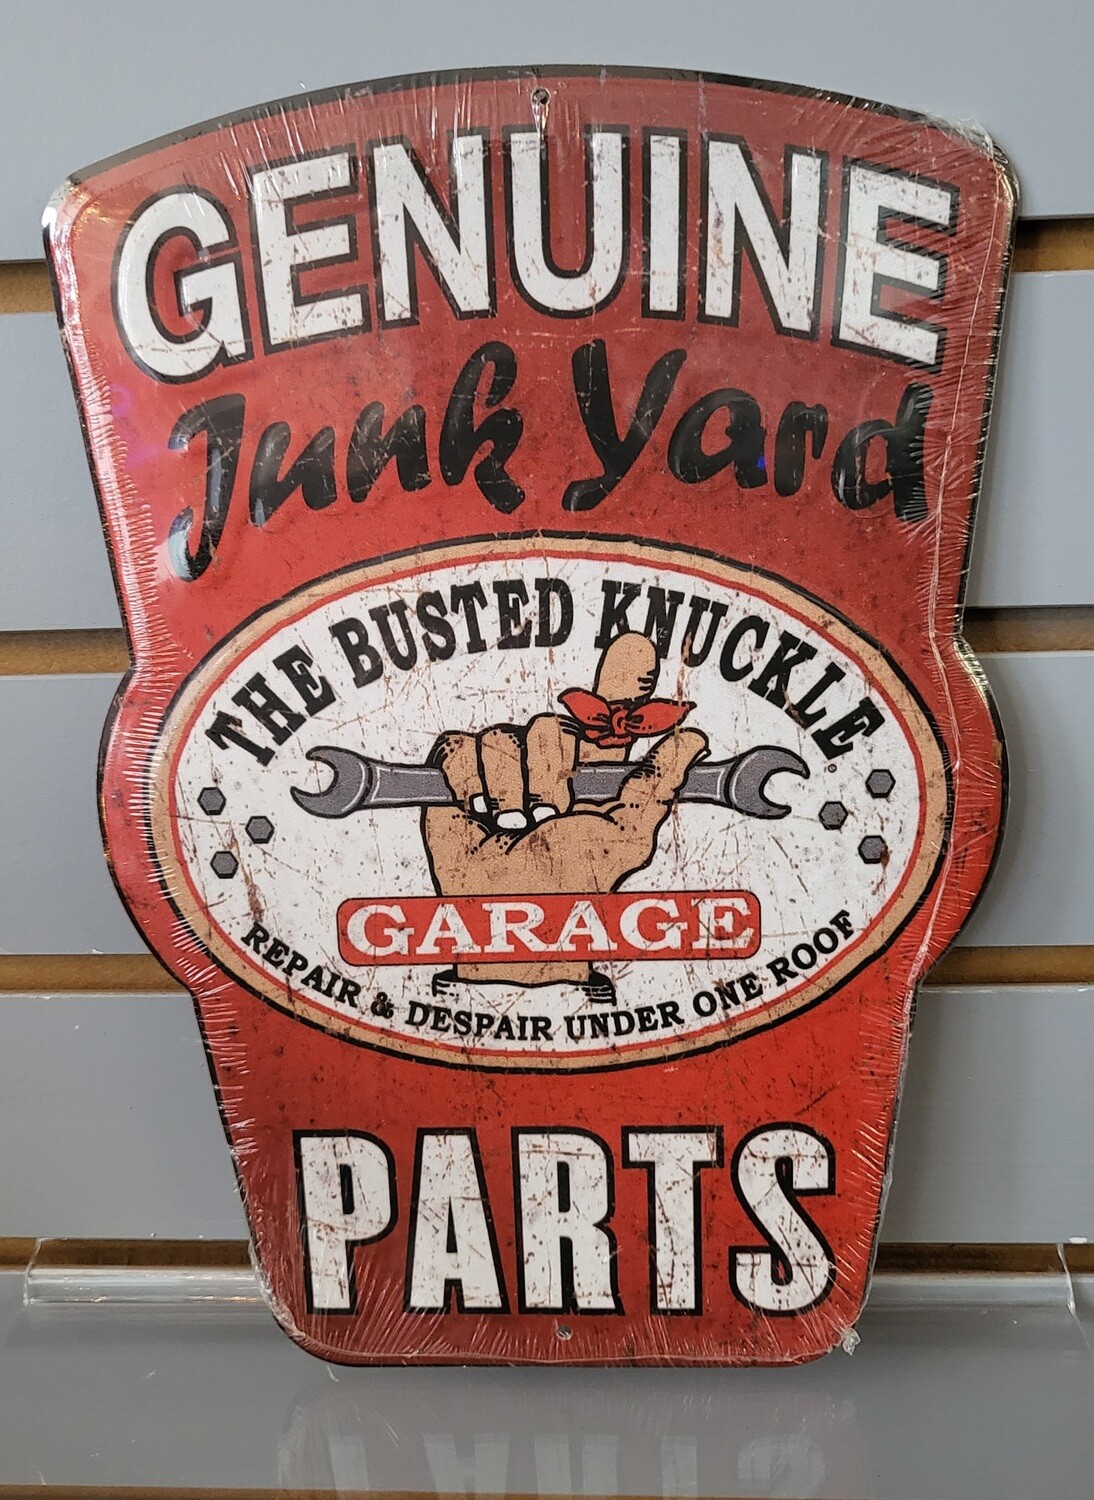 GENUINE
Junk Yard
THE BUSTED KNUCKLE
GARAGE
REPAIR & DESPAIR UNDER ONE ROOF
PARTS